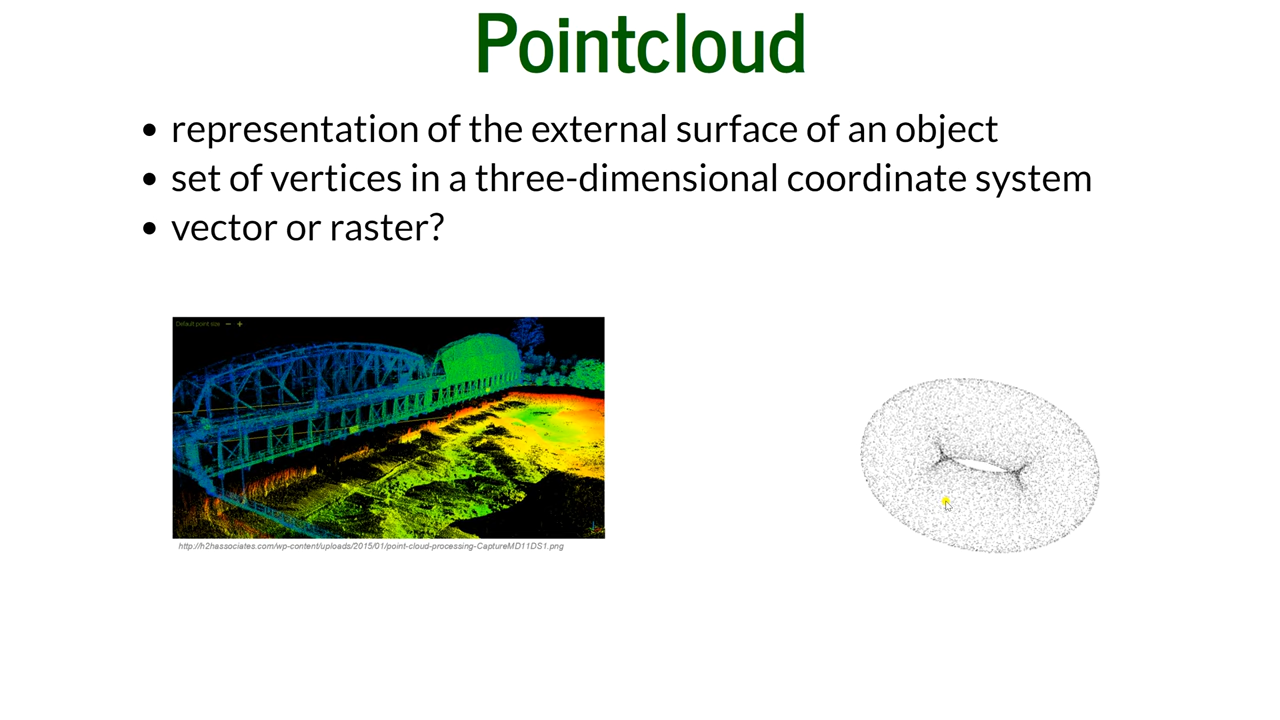 Pointcloud
• representation of the external surface of an object
• set of vertices in a three-dimensional coordinate system
• vector or raster?
Default point size − +
http://h2hassociates.com/wp-content/uploads/2015/01/point-cloud-processing-CaptureMD11DS1.png